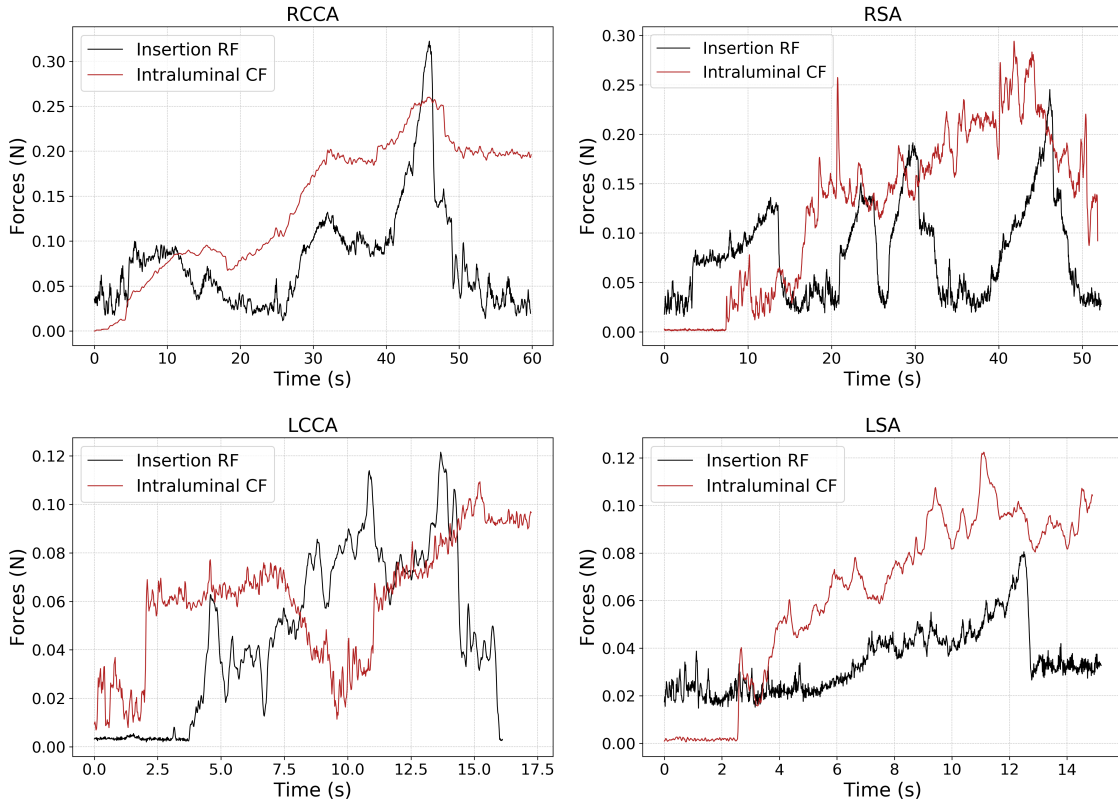 RCCA
Insertion RF
Intraluminal CF
Forces (N)
0.30
0.25
0.20
0.15
0.10
0.05
0.00
0 10 20 30 40 50 60
Time (s)
RSA
Insertion RF
Intraluminal CF
Forces (N)
0.30
0.25
0.20
0.15
0.10
0.05
0.00
0 10 20 30 40 50
Time (s)
LCCA
Insertion RF
Intraluminal CF
Forces (N)
0.12
0.10
0.08
0.06
0.04
0.02
0.00
0.0 2.5 5.0 7.5 10.0 12.5 15.0 17.5
Time (s)
LSA
Insertion RF
Intraluminal CF
Forces (N)
0.12
0.10
0.08
0.06
0.04
0.02
0.00
0 2 4 6 8 10 12 14
Time (s)